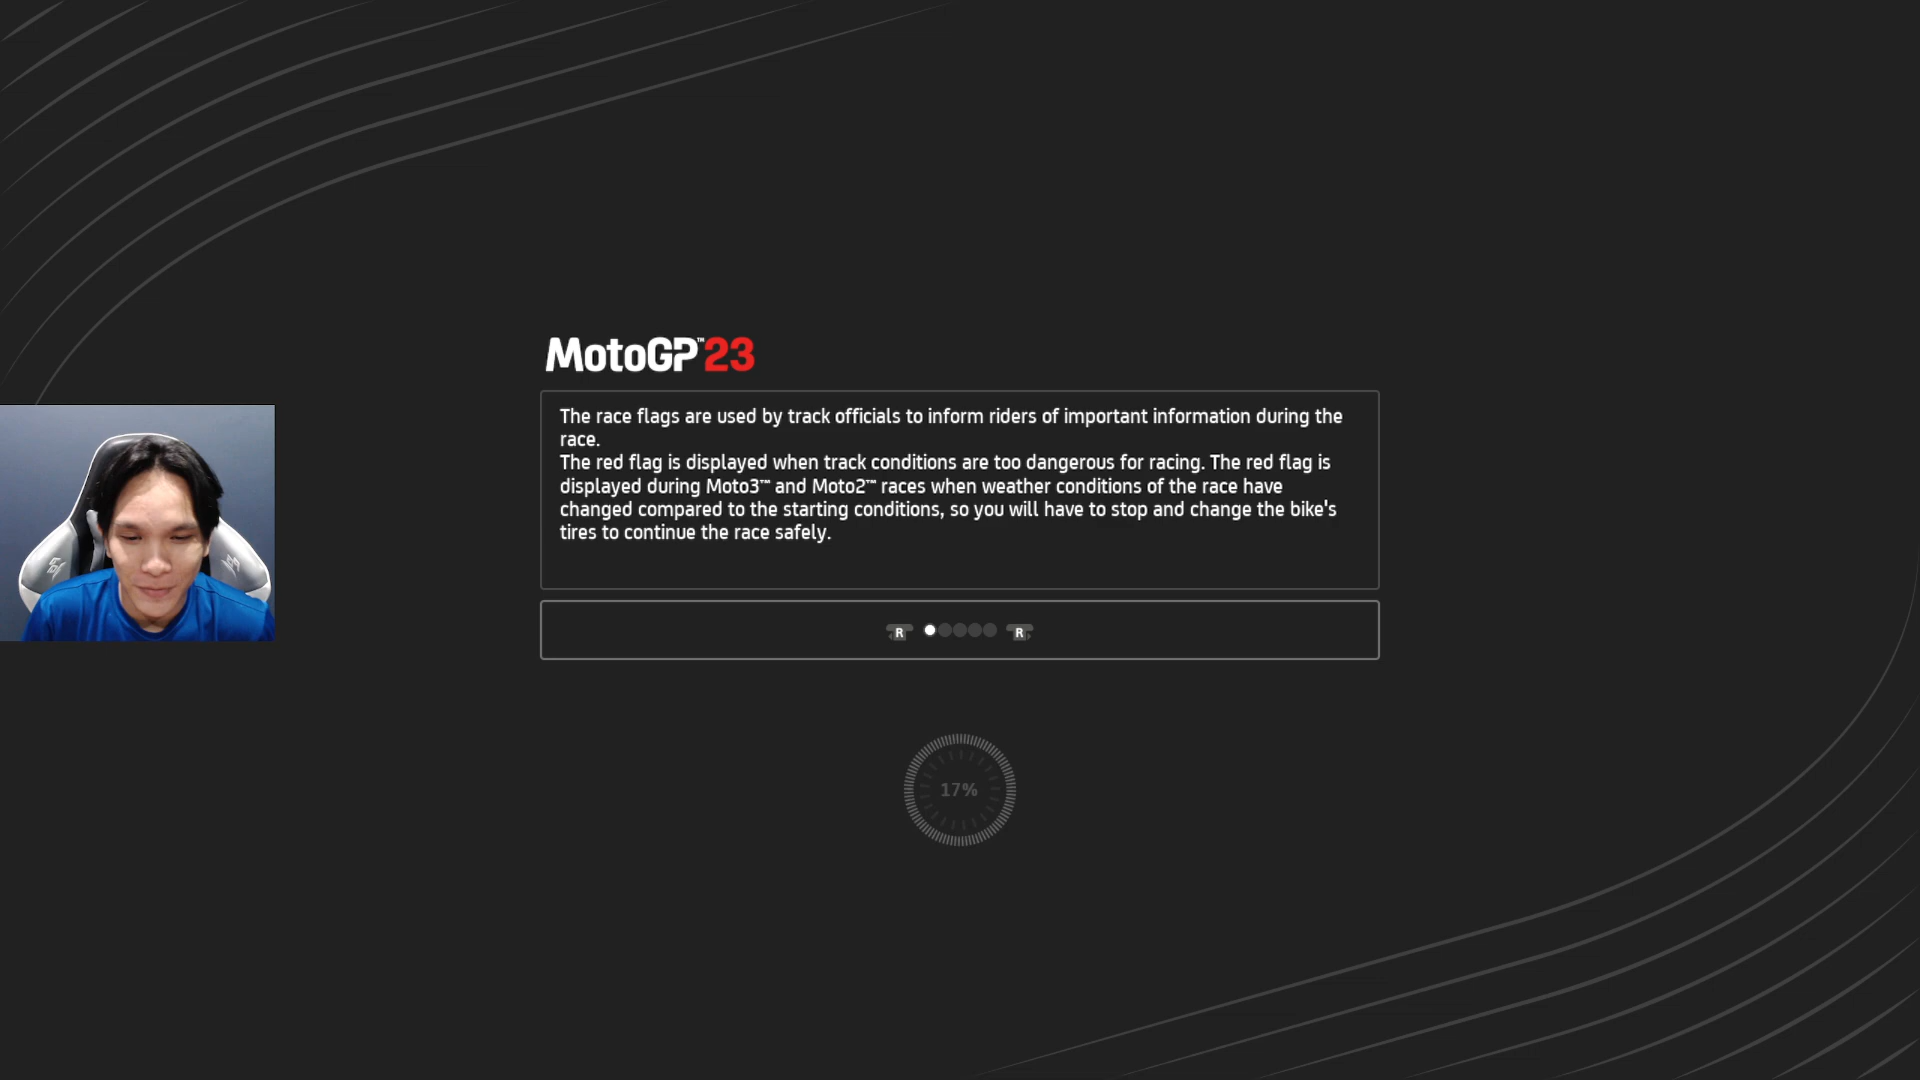 MotoGP™23
The race flags are used by track officials to inform riders of important information during the
race.
The red flag is displayed when track conditions are too dangerous for racing. The red flag is
displayed during Moto3™ and Moto2™ races when weather conditions of the race have
changed compared to the starting conditions, so you will have to stop and change the bike's
tires to continue the race safely.
R R
17%